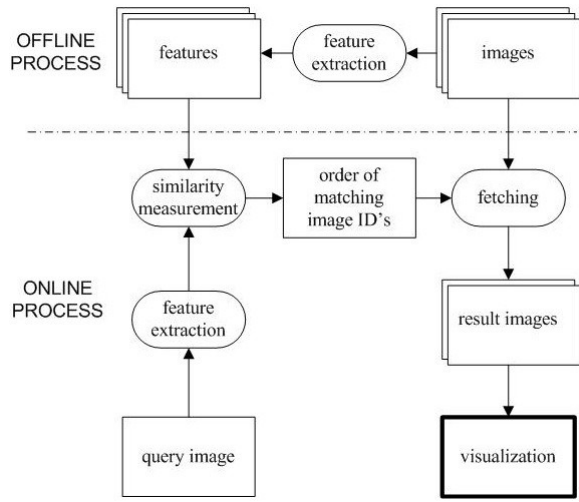 OFFLINE
PROCESS
features
feature
extraction
images
similarity
measurement
order of
matching
image ID's
fetching
ONLINE
PROCESS
feature
extraction
result images
query image
visualization